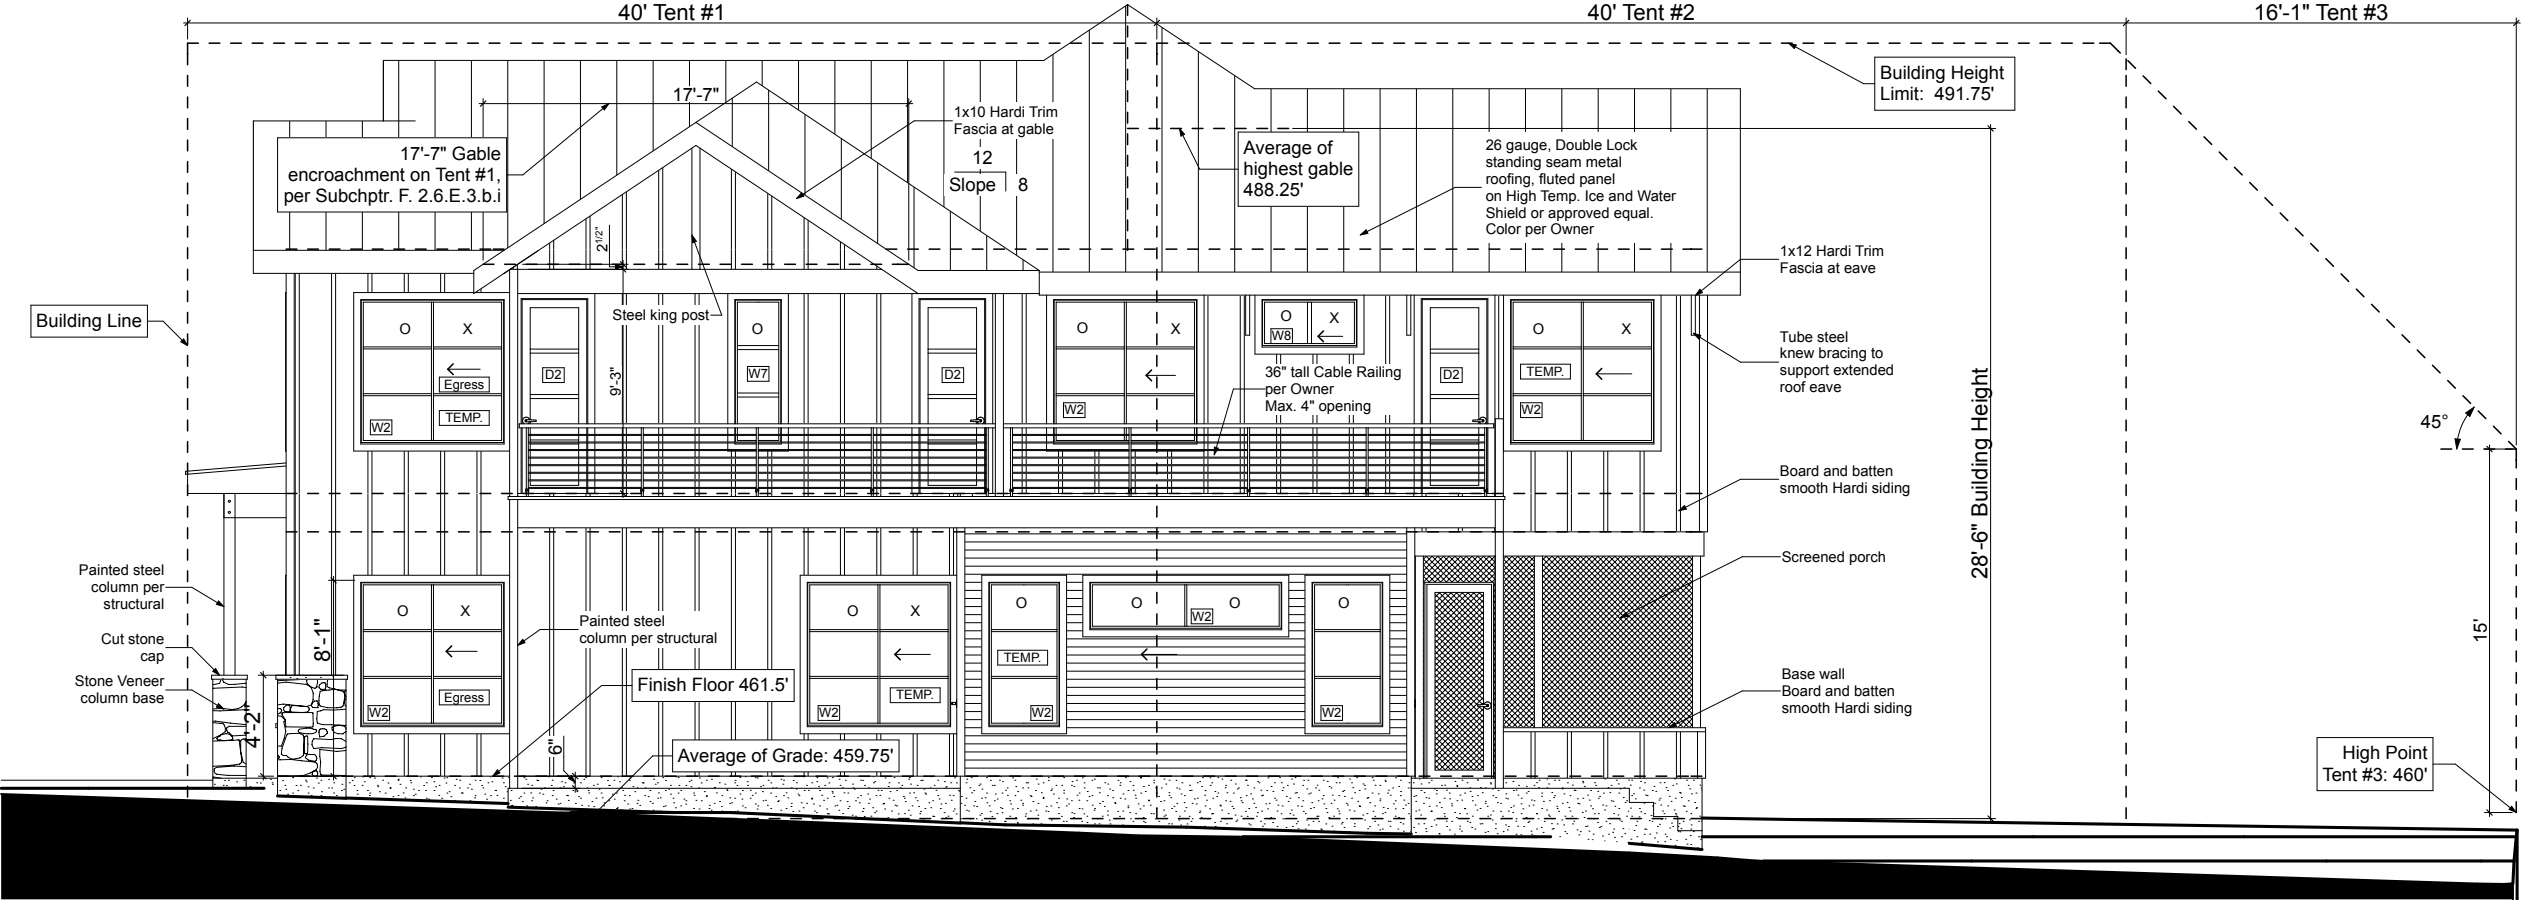 40' Tent #1
40' Tent #2
16'-1" Tent #3
Building Height
Limit: 491.75'
17'-7"
1x10 Hardi Trim
Fascia at gable
12
Slope
8
17'-7" Gable
encroachment on Tent #1,
per Subchptr. F. 2.6.E.3.b.i
Average of
highest gable
488.25'
26 gauge, Double Lock
standing seam metal
roofing, fluted panel
on High Temp. Ice and Water
Shield or approved equal.
Color per Owner
1x12 Hardi Trim
Fascia at eave
2 1/2"
Building Line
Steel king post
O
X
Egress
TEMP.
W2
D2
9'-3"
O
W7
D2
O
X
W2
O
X
W8
36" tall Cable Railing
per Owner
Max. 4" opening
D2
O
X
TEMP.
W2
Tube steel
knew bracing to
support extended
roof eave
28'-6" Building Height
45°
Board and batten
smooth Hardi siding
Screened porch
15'
Painted steel
column per
structural
Cut stone
cap
Stone Veneer
column base
8'-1"
4'-2"
O
X
Egress
W2
Painted steel
column per structural
Finish Floor 461.5'
6"
Average of Grade: 459.75'
O
X
TEMP.
W2
O
TEMP.
W2
O
O
W2
O
W2
Base wall
Board and batten
smooth Hardi siding
High Point
Tent #3: 460'